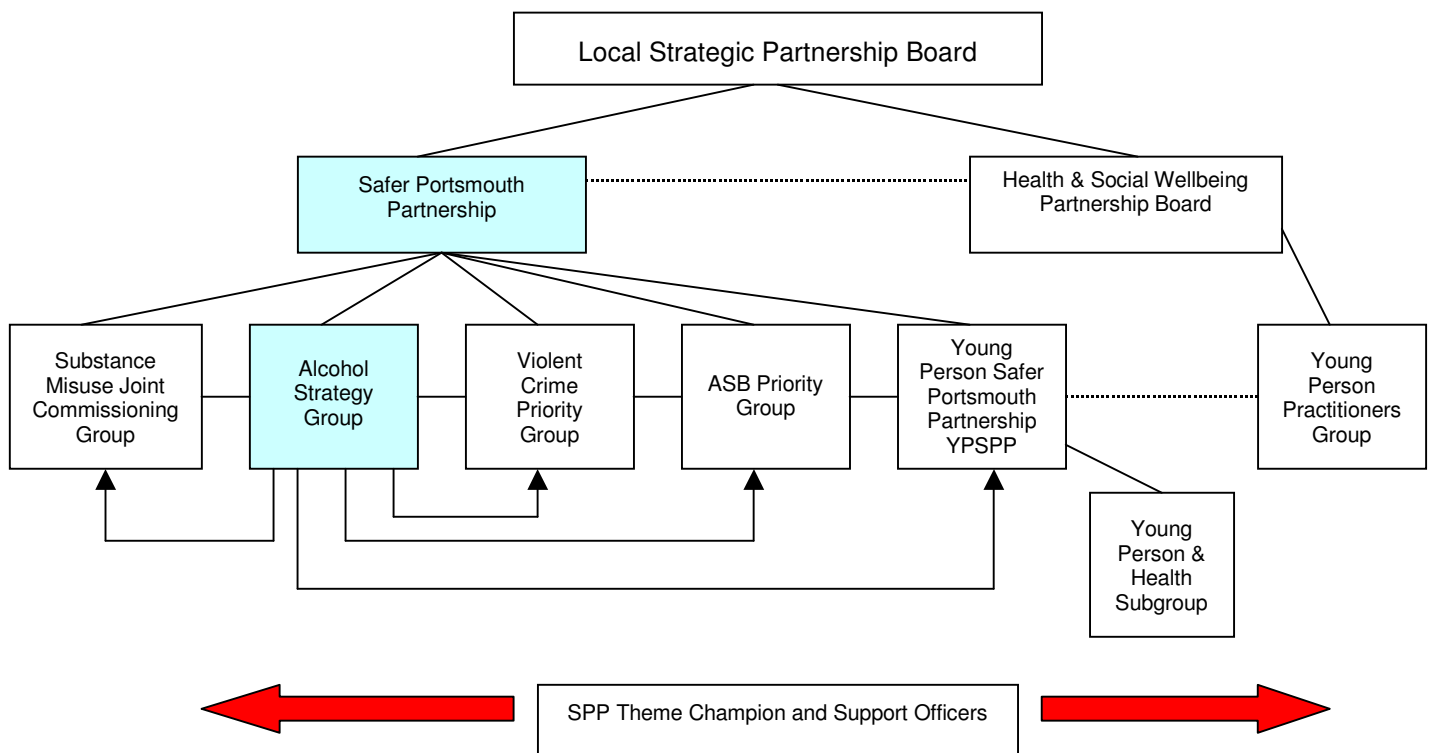 Local Strategic Partnership Board
Safer Portsmouth
Partnership
Health & Social Wellbeing
Partnership Board
Substance
Misuse Joint
Commissioning
Group
Alcohol
Strategy
Group
Violent
Crime
Priority
Group
ASB Priority
Group
Young
Person Safer
Portsmouth
Partnership
YPSPP
Young
Person
Practitioners
Group
Young
Person &
Health
Subgroup
SPP Theme Champion and Support Officers